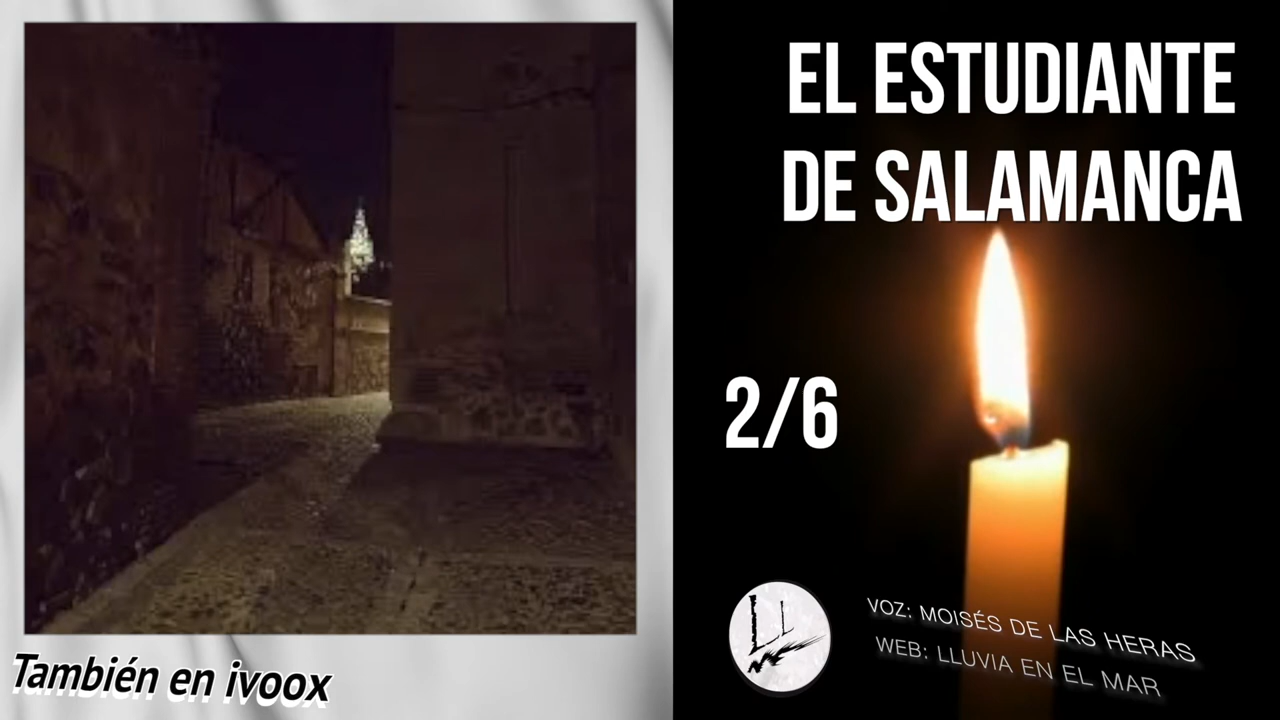 EL ESTUDIANTE
DE SALAMANCA
2/6
VOZ: MOISÉS DE LAS HERAS
WEB: LLUVIA EN EL MAR
También en ivoox